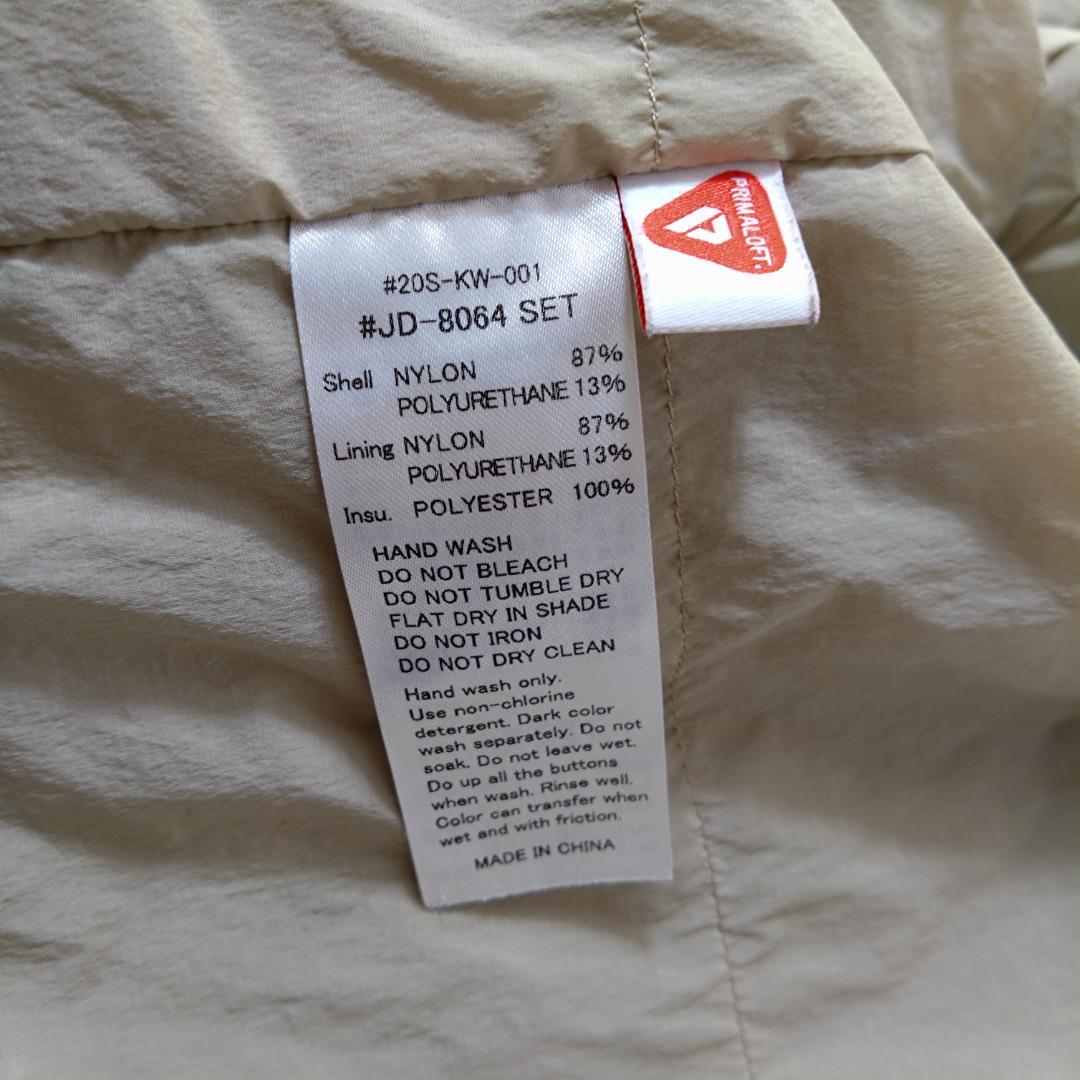 #20S-KW-001
#JD-8064 SET
Shell NYLON 87%
POLYURETHANE 13%
Lining NYLON 87%
POLYURETHANE 13%
Insu. POLYESTER 100%
HAND WASH
DO NOT BLEACH
DO NOT TUMBLE DRY
FLAT DRY IN SHADE
DO NOT IRON
DO NOT DRY CLEAN
Hand wash only.
Use non-chlorine
detergent. Dark color
wash separately. Do not
soak. Do not leave wet.
Do up all the buttons
when wash. Rinse well.
Color can transfer when
wet and with friction.
MADE IN CHINA
PRIMALOFT.